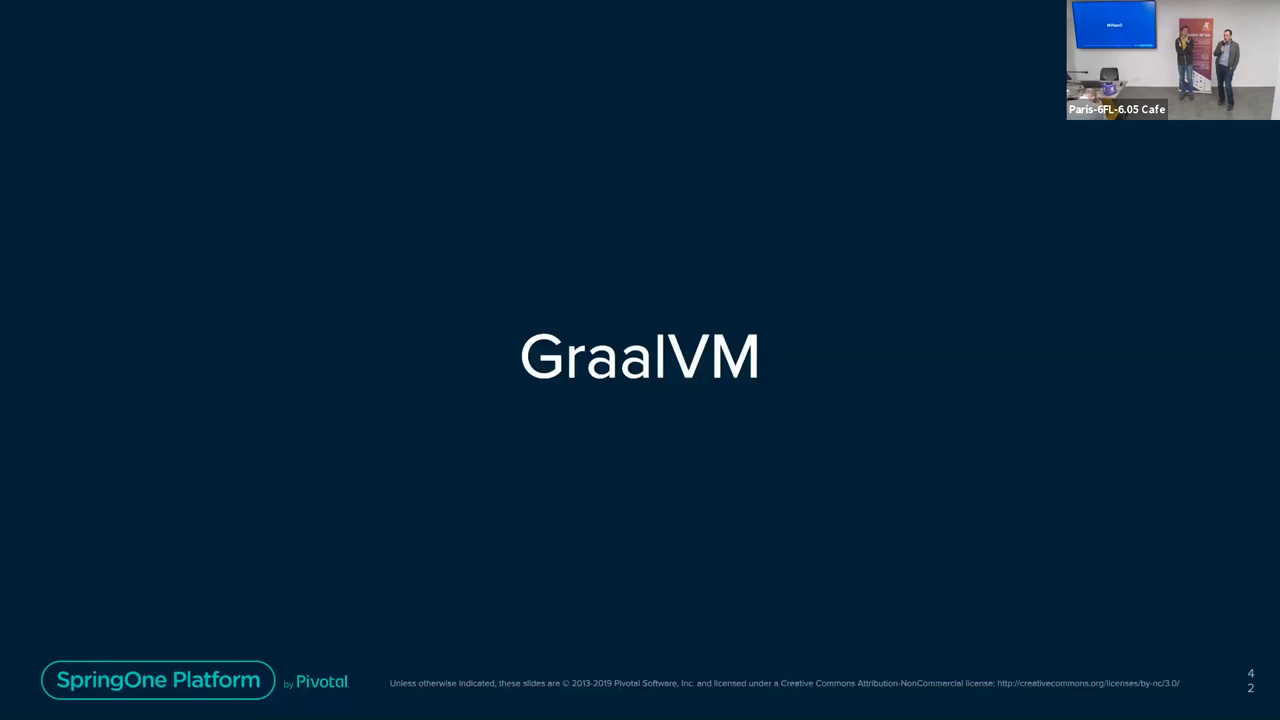 Paris-6FL-6.05 Cafe
GraalVM
SpringOne Platform
by Pivotal
Unless otherwise indicated, these slides are © 2013-2019 Pivotal Software, Inc. and licensed under a Creative Commons Attribution-NonCommercial license: http://creativecommons.org/licenses/by-nc/3.0/
4
2